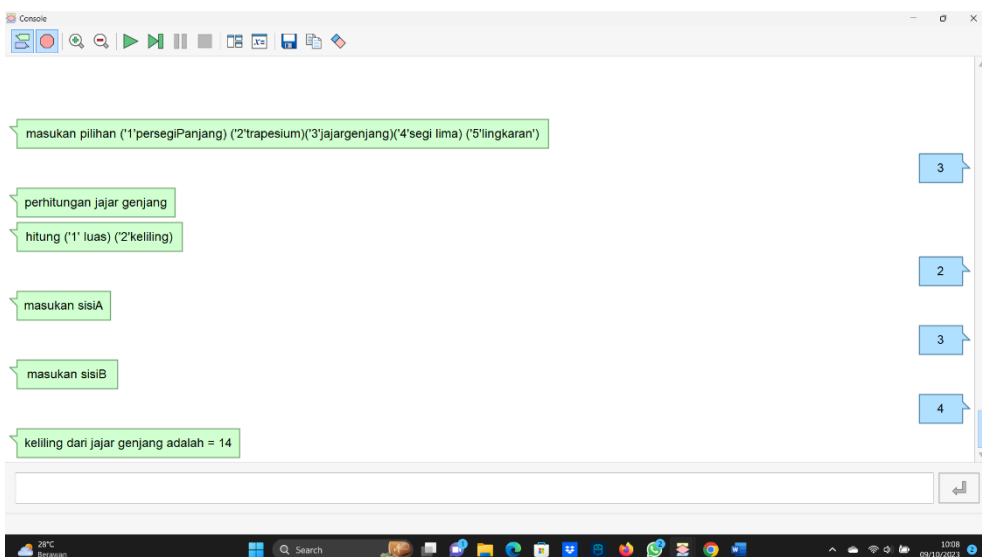 Console
masukan pilihan ('1'persegiPanjang) ('2'trapesium)('3'jajargenjang)('4'segi lima) ('5'lingkaran')
3
perhitungan jajar genjang
hitung ('1' luas) ('2'keliling)
2
masukan sisiA
3
masukan sisiB
4
keliling dari jajar genjang adalah = 14
28°C
Berawan
Search
10:08
09/10/2023